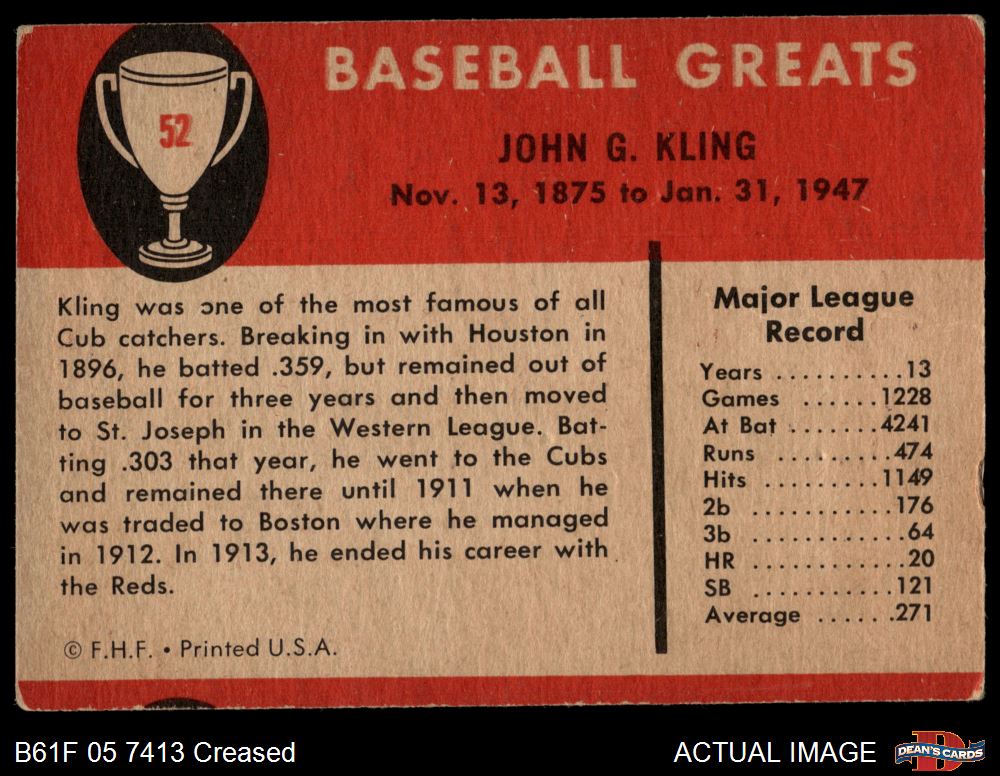 52
BASEBALL GREATS
JOHN G. KLING
Nov. 13, 1875 to Jan. 31, 1947
Kling was one of the most famous of all
Cub catchers. Breaking in with Houston in
1896, he batted .359, but remained out of
baseball for three years and then moved
to St. Joseph in the Western League. Bat-
ting .303 that year, he went to the Cubs
and remained there until 1911 when he
was traded to Boston where he managed
in 1912. In 1913, he ended his career with
the Reds.
© F.H.F. • Printed U.S.A.
Major League
Record
Years ..........13
Games ......1228
At Bat .......4241
Runs .........474
Hits .........1149
2b ...........176
3b ............64
HR ............20
SB ...........121
Average ......271
B61F 05 7413 Creased
ACTUAL IMAGE
D
DEAN'S CARDS